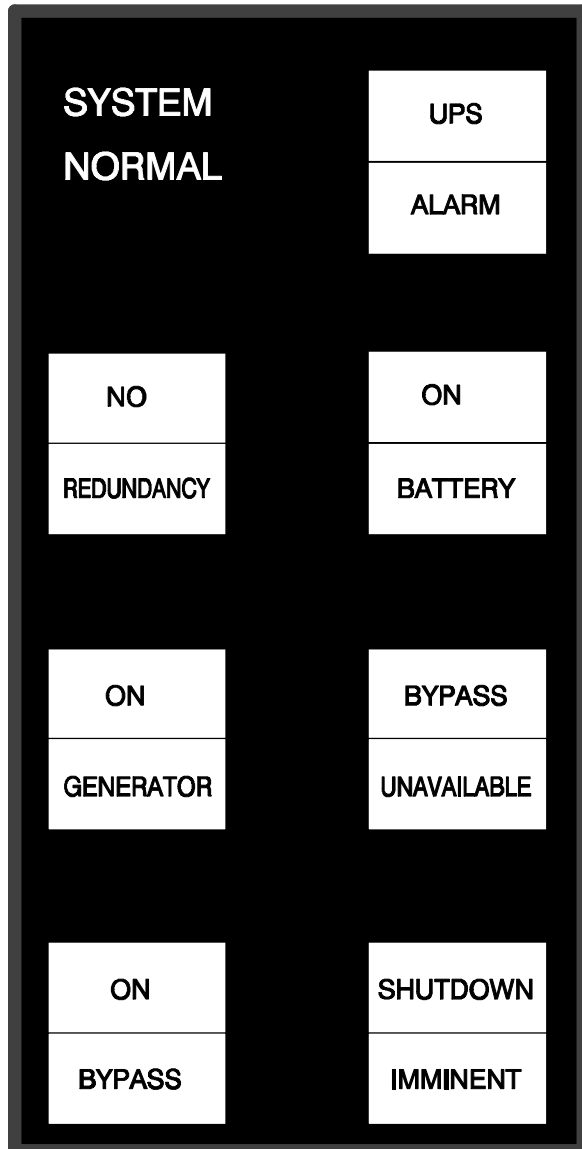 SYSTEM
NORMAL
UPS
ALARM
NO
REDUNDANCY
ON
BATTERY
ON
GENERATOR
BYPASS
UNAVAILABLE
ON
BYPASS
SHUTDOWN
IMMINENT